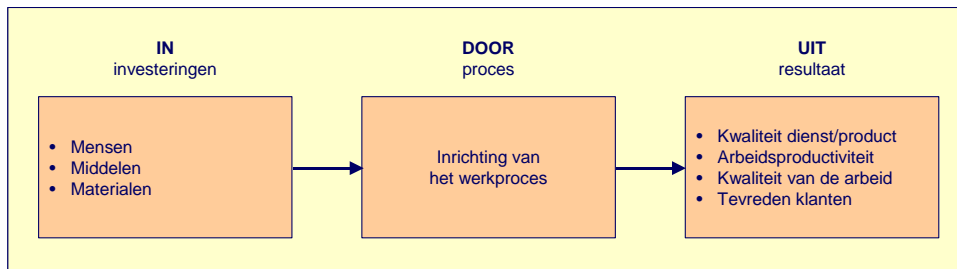 IN
investeringen
• Mensen
• Middelen
• Materialen
DOOR
proces
Inrichting van
het werkproces
UIT
resultaat
• Kwaliteit dienst/product
• Arbeidsproductiviteit
• Kwaliteit van de arbeid
• Tevreden klanten